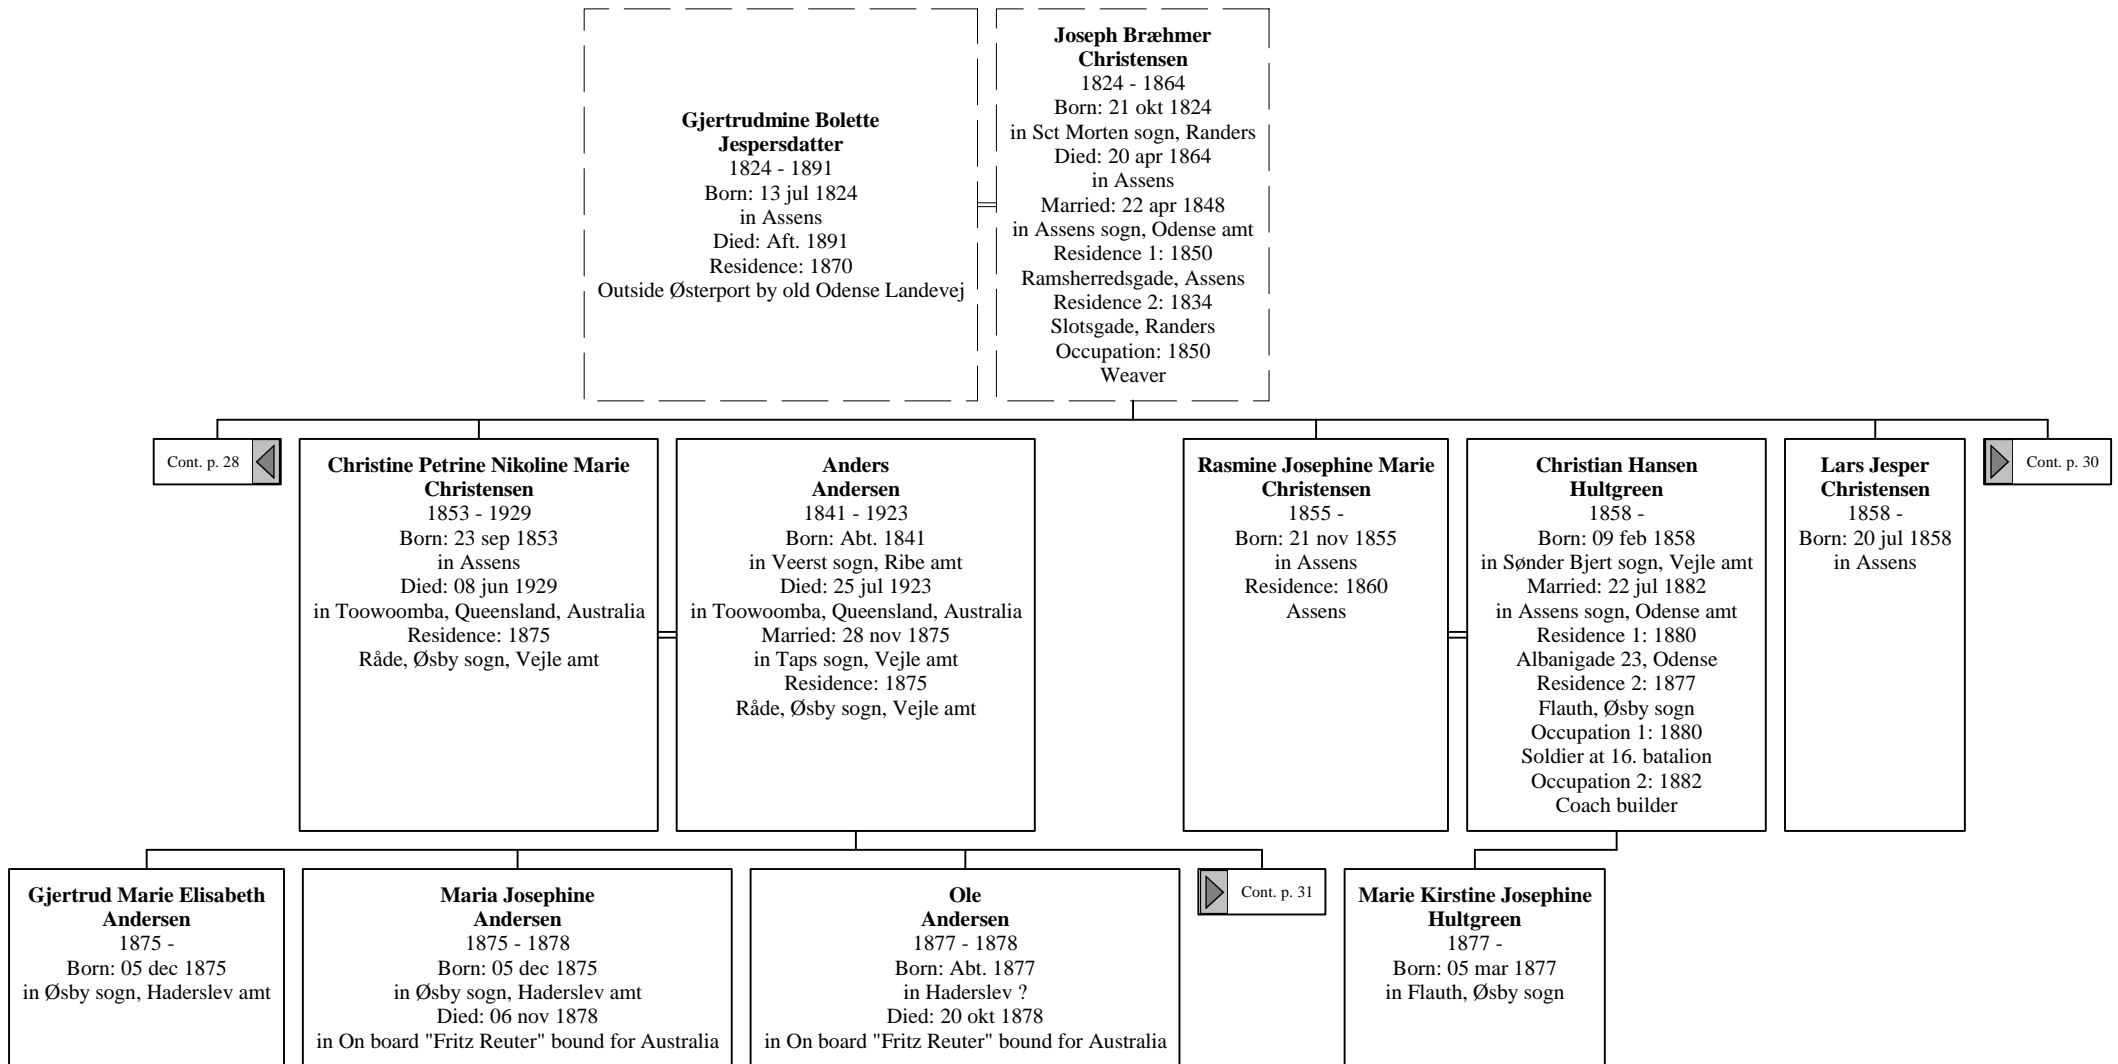 Gjertrudmine Bolette
Jespersdatter
1824 - 1891
Born: 13 jul 1824
in Assens
Died: Aft. 1891
Residence: 1870
Outside Østerport by old Odense Landevej
Joseph Bræhmer
Christensen
1824 - 1864
Born: 21 okt 1824
in Sct Morten sogn, Randers
Died: 20 apr 1864
in Assens
Married: 22 apr 1848
in Assens sogn, Odense amt
Residence 1: 1850
Ramsherredsgade, Assens
Residence 2: 1834
Slotsgade, Randers
Occupation: 1850
Weaver
Cont. p. 28
Christine Petrine Nikoline Marie
Christensen
1853 - 1929
Born: 23 sep 1853
in Assens
Died: 08 jun 1929
in Toowoomba, Queensland, Australia
Residence: 1875
Råde, Øsby sogn, Vejle amt
Anders
Andersen
1841 - 1923
Born: Abt. 1841
in Veerst sogn, Ribe amt
Died: 25 jul 1923
in Toowoomba, Queensland, Australia
Married: 28 nov 1875
in Taps sogn, Vejle amt
Residence: 1875
Råde, Øsby sogn, Vejle amt
Rasmine Josephine Marie
Christensen
1855 -
Born: 21 nov 1855
in Assens
Residence: 1860
Assens
Christian Hansen
Hultgreen
1858 -
Born: 09 feb 1858
in Sønder Bjert sogn, Vejle amt
Married: 22 jul 1882
in Assens sogn, Odense amt
Residence 1: 1880
Albanigade 23, Odense
Residence 2: 1877
Flauth, Øsby sogn
Occupation 1: 1880
Soldier at 16. batalion
Occupation 2: 1882
Coach builder
Lars Jesper
Christensen
1858 -
Born: 20 jul 1858
in Assens
Cont. p. 30
Gjertrud Marie Elisabeth
Andersen
1875 -
Born: 05 dec 1875
in Øsby sogn, Haderslev amt
Maria Josephine
Andersen
1875 - 1878
Born: 05 dec 1875
in Øsby sogn, Haderslev amt
Died: 06 nov 1878
in On board "Fritz Reuter" bound for Australia
Ole
Andersen
1877 - 1878
Born: Abt. 1877
in Haderslev ?
Died: 20 okt 1878
in On board "Fritz Reuter" bound for Australia
Cont. p. 31
Marie Kirstine Josephine
Hultgreen
1877 -
Born: 05 mar 1877
in Flauth, Øsby sogn